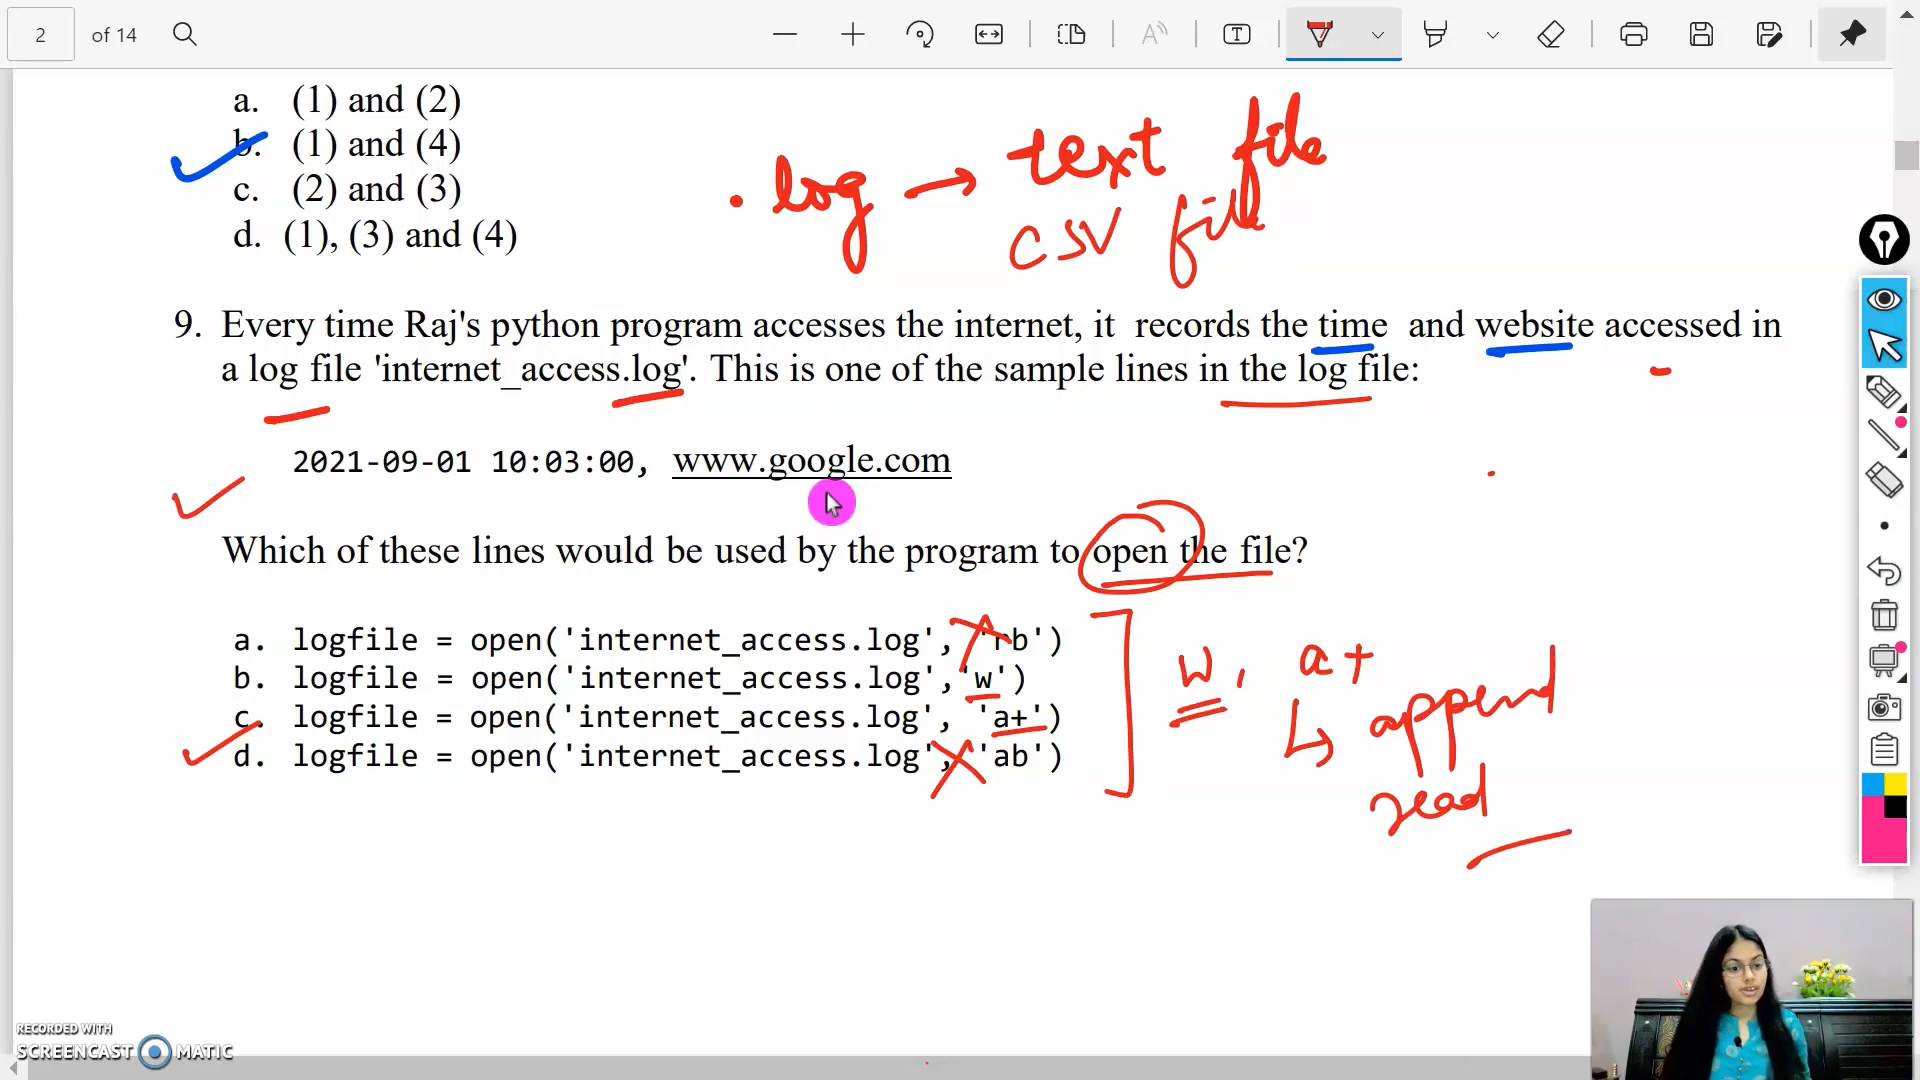 2 of 14
a. (1) and (2)
b. (1) and (4)
c. (2) and (3)
d. (1), (3) and (4)
.log → text file
csv file
9. Every time Raj's python program accesses the internet, it records the time and website accessed in
a log file 'internet_access.log'. This is one of the sample lines in the log file:
2021-09-01 10:03:00, www.google.com
Which of these lines would be used by the program to open the file?
a. logfile = open('internet_access.log', 'rb')
b. logfile = open('internet_access.log','w')
c. logfile = open('internet_access.log', 'a+')
d. logfile = open('internet_access.log', 'ab')
w, a+
append
read
RECORDED WITH
SCREENCAST MATIC